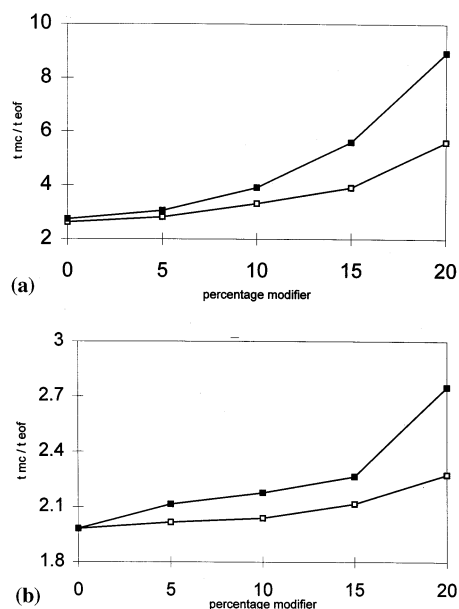 10
8
6
4
2
t mc / t eof
0 5 10 15 20
percentage modifier
(a)
3
2.7
2.4
2.1
1.8
t mc / t eof
0 5 10 15 20
percentage modifier
(b)